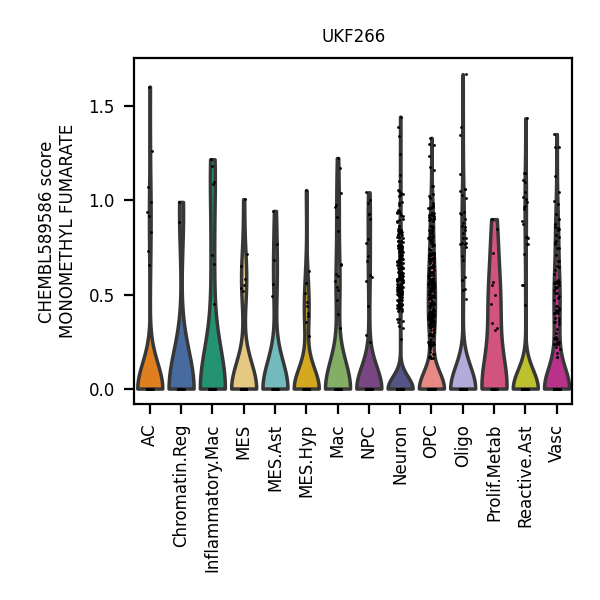 UKF266
CHEMBL589586 score
MONOMETHYL FUMARATE
1.5
1.0
0.5
0.0
AC
Chromatin.Reg
Inflammatory.Mac
MES
MES.Ast
MES.Hyp
Mac
NPC
Neuron
OPC
Oligo
Prolif.Metab
Reactive.Ast
Vasc